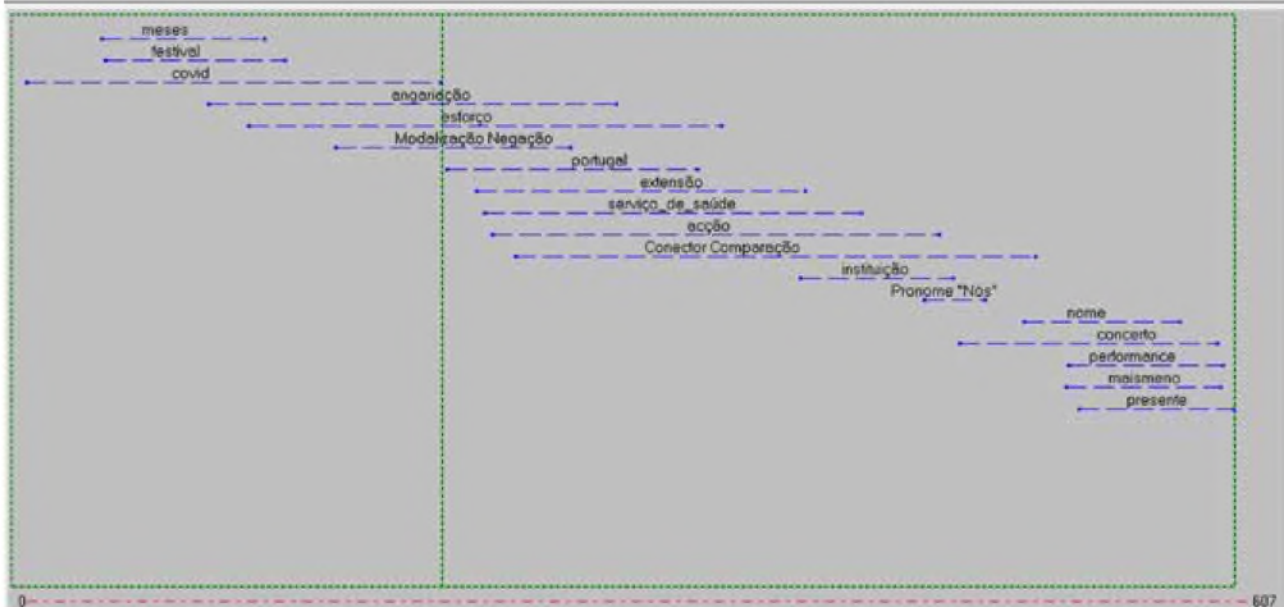 meses
festival
covid
angariação
esforço
Modalização Negação
portugal
extensão
serviço_de_saúde
acção
Conector Comparação
instituição
Pronome "Nós"
nome
concerto
performance
maismeno
presente
0 607